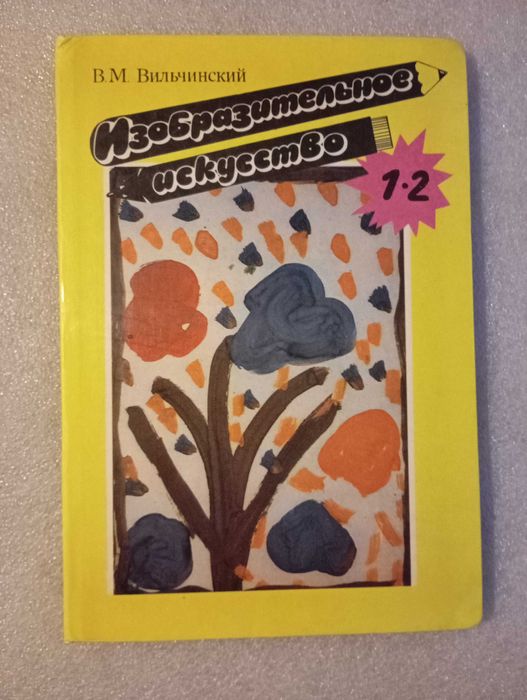 В.М. Вильчинский
Изобразительное
искусство
1·2